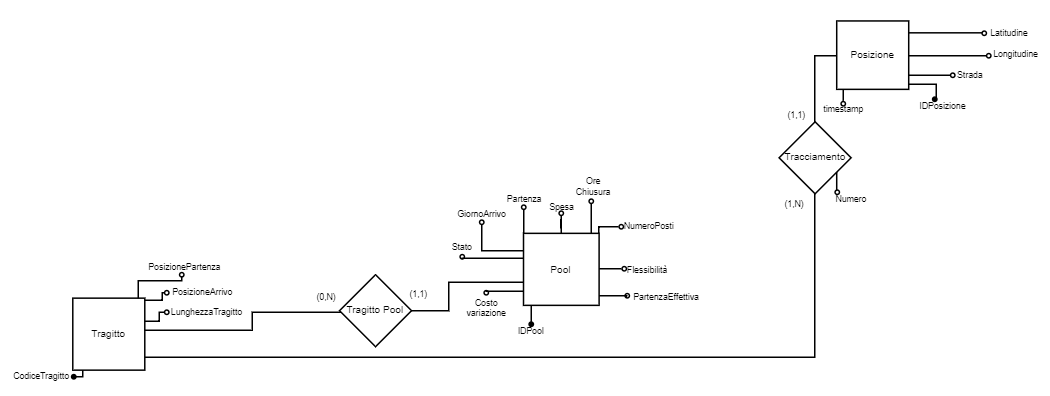 Latitudine
Posizione
Longitudine
Strada
timestamp
IDPosizione
(1,1)
Tracciamento
Numero
(1,N)
Ore
Chiusura
Partenza
Spesa
GiornoArrivo
NumeroPosti
Stato
Pool
Flessibilità
PosizionePartenza
PosizioneArrivo
(0,N)
(1,1)
PartenzaEffettiva
Costo
variazione
LunghezzaTragitto
Tragitto Pool
IDPool
Tragitto
CodiceTragitto